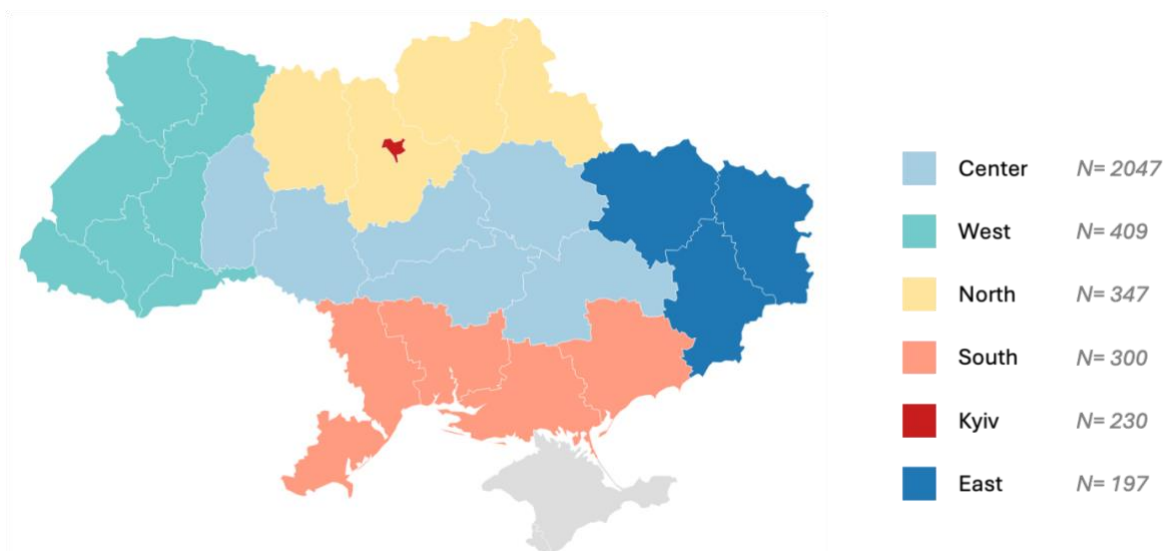 Center N= 2047
West N= 409
North N= 347
South N= 300
Kyiv N= 230
East N= 197